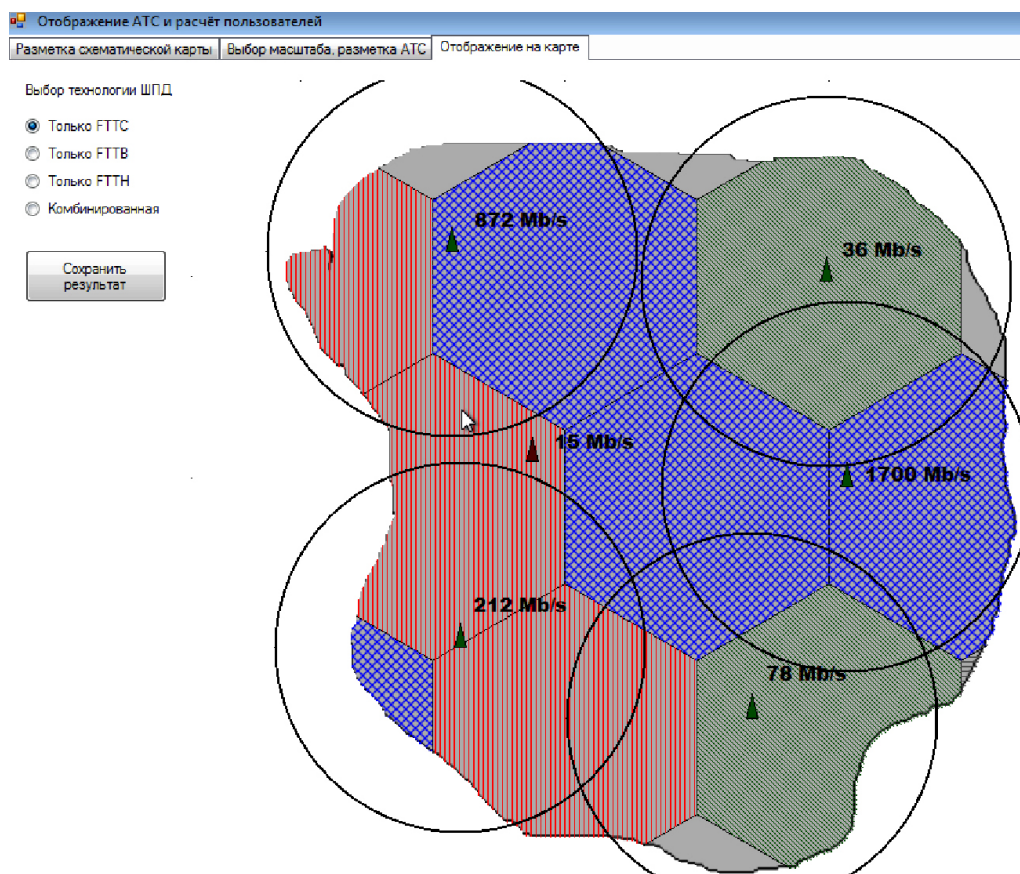 Отображение АТС и расчёт пользователей
Разметка схематической карты
Выбор масштаба, разметка АТС
Отображение на карте
Выбор технологии ШПД
Только FTTC
Только FTTB
Только FTTH
Комбинированная
Сохранить
результат
872 Mb/s
36 Mb/s
15 Mb/s
1700 Mb/s
212 Mb/s
78 Mb/s